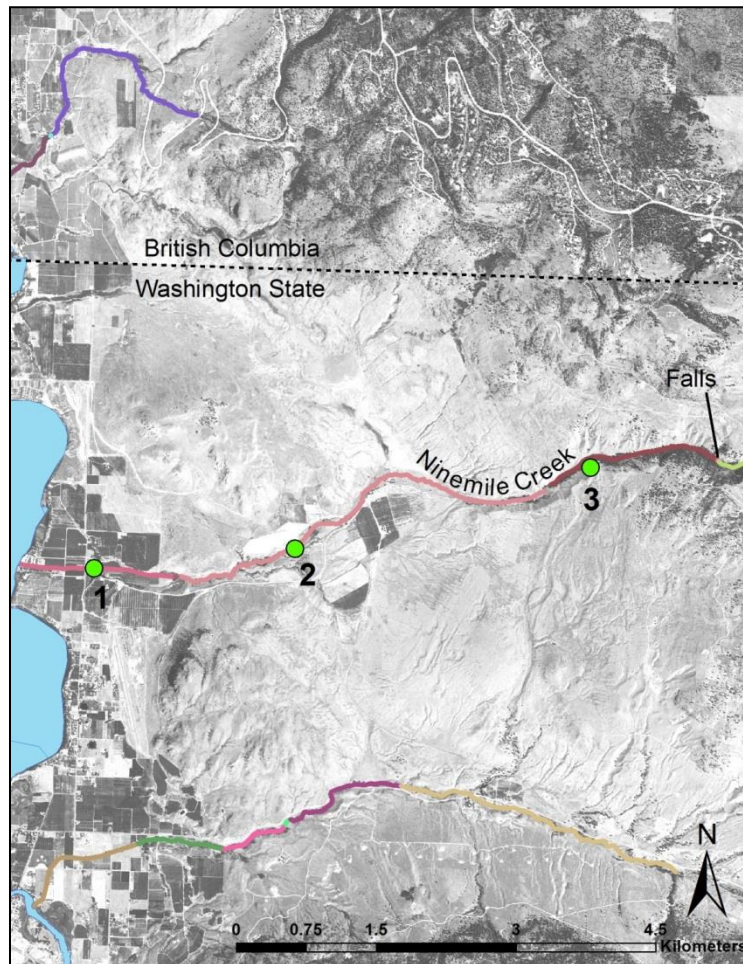 British Columbia
Washington State
Falls
Ninemile Creek
3
2
1
N
0 0.75 1.5 3 4.5
Kilometers